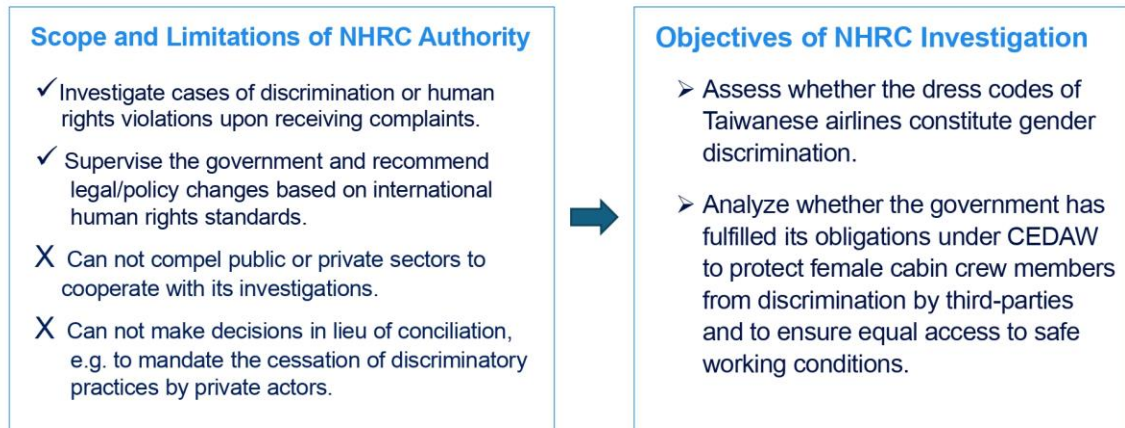 Scope and Limitations of NHRC Authority
✓ Investigate cases of discrimination or human
rights violations upon receiving complaints.
✓ Supervise the government and recommend
legal/policy changes based on international
human rights standards.
X Can not compel public or private sectors to
cooperate with its investigations.
X Can not make decisions in lieu of conciliation,
e.g. to mandate the cessation of discriminatory
practices by private actors.
Objectives of NHRC Investigation
➤ Assess whether the dress codes of
Taiwanese airlines constitute gender
discrimination.
➤ Analyze whether the government has
fulfilled its obligations under CEDAW
to protect female cabin crew members
from discrimination by third-parties
and to ensure equal access to safe
working conditions.